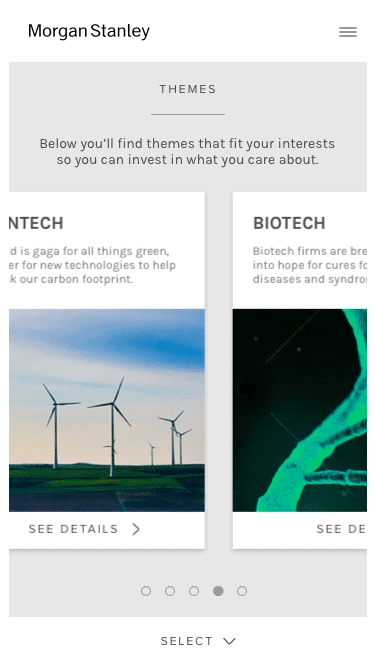 Morgan Stanley
THEMES
Below you'll find themes that fit your interests
so you can invest in what you care about.
NTECH
d is gaga for all things green,
er for new technologies to help
k our carbon footprint.
SEE DETAILS
BIOTECH
Biotech firms are bre
into hope for cures fo
diseases and syndro
SEE DE
SELECT